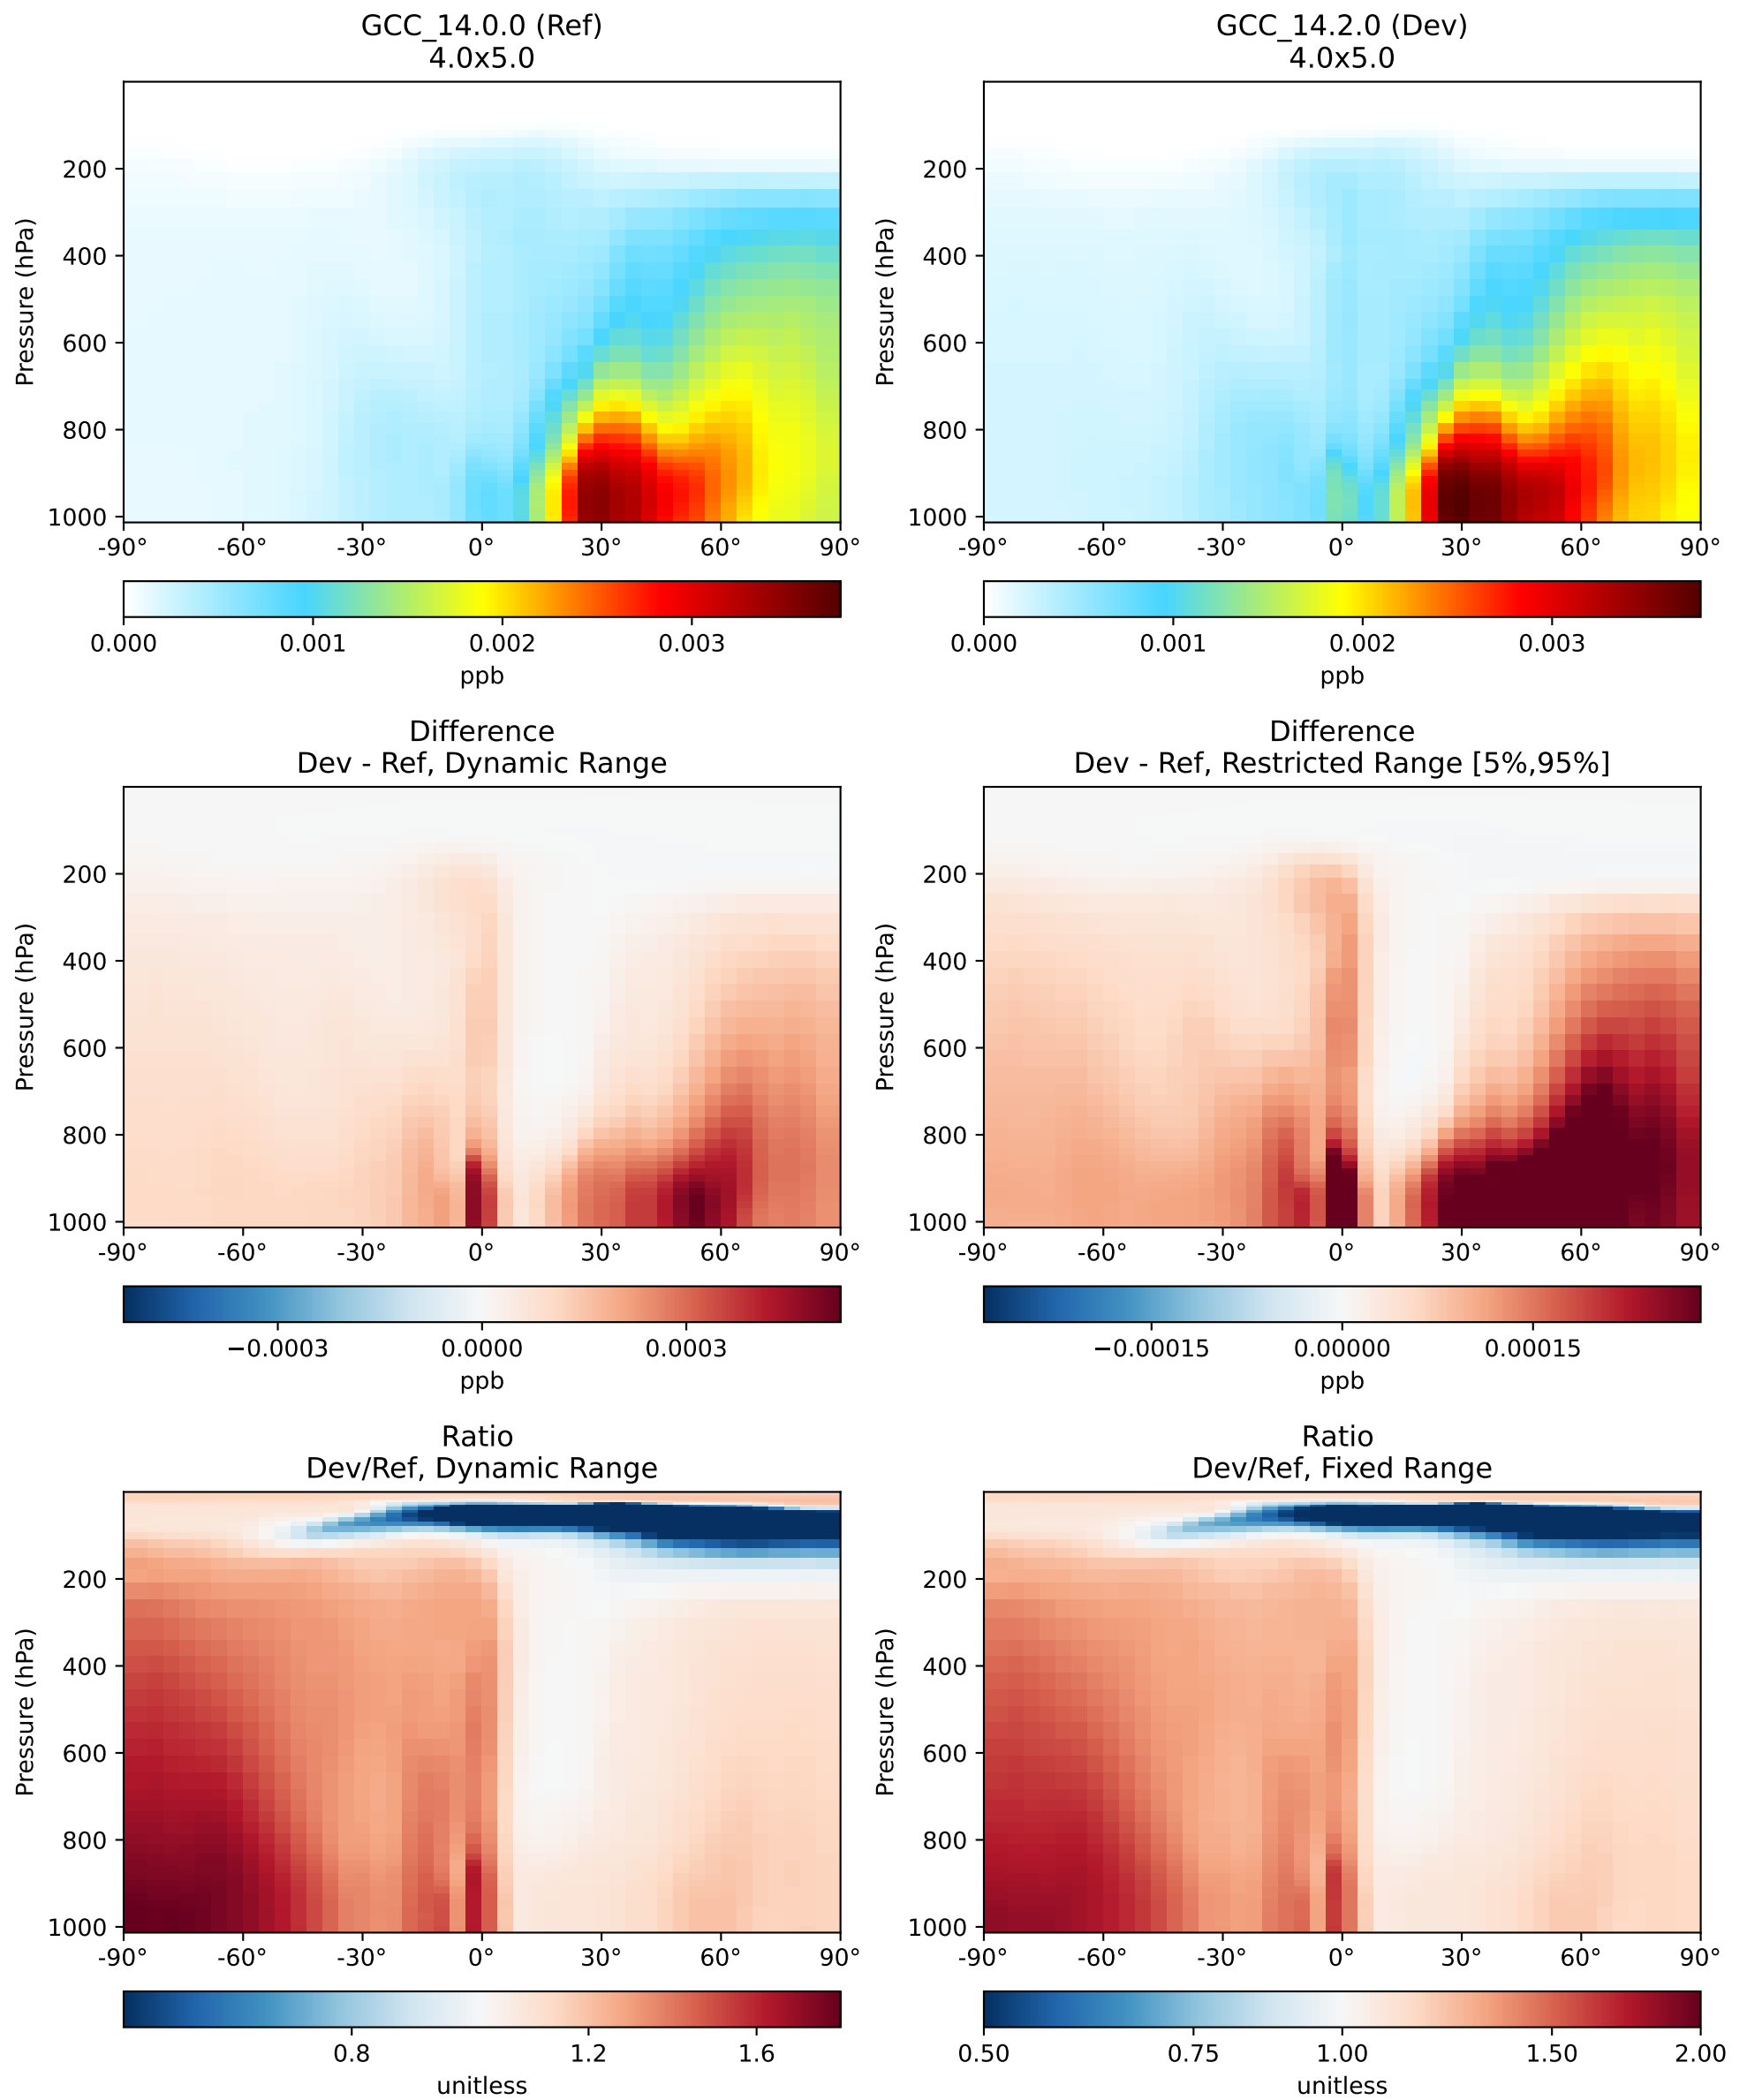 GCC_14.0.0 (Ref)
4.0x5.0
Pressure (hPa)
200
400
600
800
1000
-90° -60° -30° 0° 30° 60° 90°
0.000 0.001 0.002 0.003
ppb
GCC_14.2.0 (Dev)
4.0x5.0
Pressure (hPa)
200
400
600
800
1000
-90° -60° -30° 0° 30° 60° 90°
0.000 0.001 0.002 0.003
ppb
Difference
Dev - Ref, Dynamic Range
Pressure (hPa)
200
400
600
800
1000
-90° -60° -30° 0° 30° 60° 90°
−0.0003 0.0000 0.0003
ppb
Difference
Dev - Ref, Restricted Range [5%,95%]
Pressure (hPa)
200
400
600
800
1000
-90° -60° -30° 0° 30° 60° 90°
−0.00015 0.00000 0.00015
ppb
Ratio
Dev/Ref, Dynamic Range
Pressure (hPa)
200
400
600
800
1000
-90° -60° -30° 0° 30° 60° 90°
0.8 1.2 1.6
unitless
Ratio
Dev/Ref, Fixed Range
Pressure (hPa)
200
400
600
800
1000
-90° -60° -30° 0° 30° 60° 90°
0.50 0.75 1.00 1.50 2.00
unitless